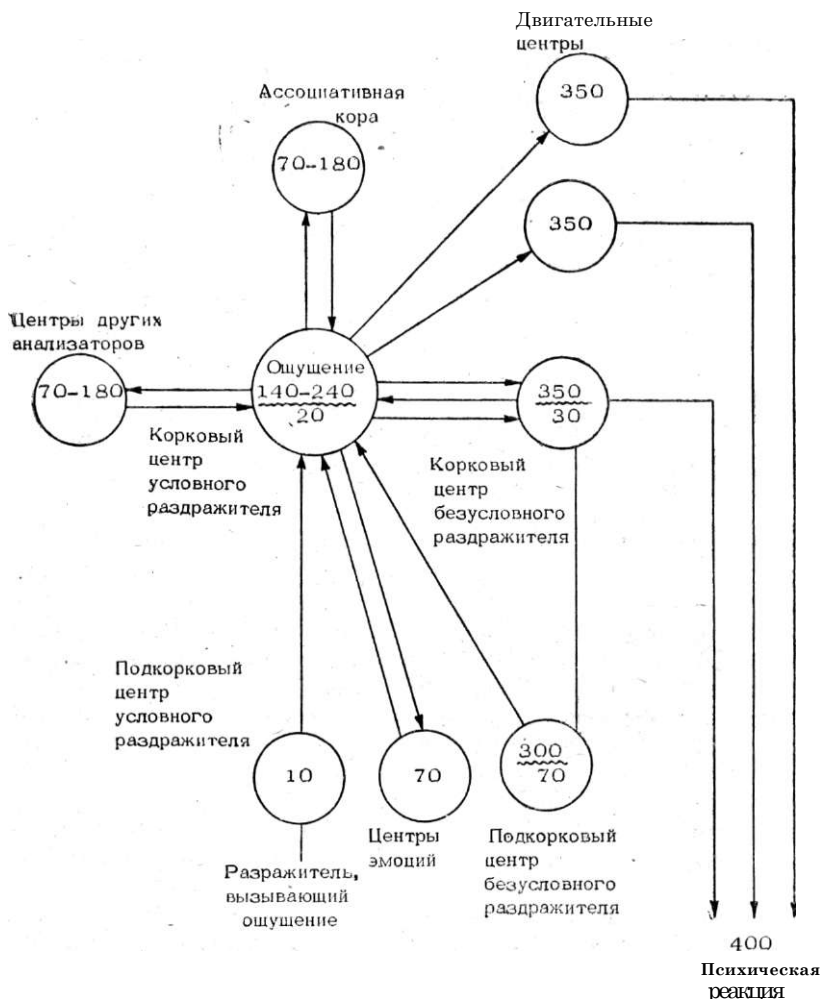 Двигательные
центры
350
Ассоциативная
кора
70-180
350
Центры других
анализаторов
70-180
Ощущение
140-240
20
350
30
Корковый
центр
условного
раздражителя
Корковый
центр
безусловного
раздражителя
Подкорковый
центр
условного
раздражителя
10
70
300
70
Центры
эмоций
Подкорковый
центр
безусловного
раздражителя
Разражитель,
вызывающий
ощущение
400
Психическая
реакция